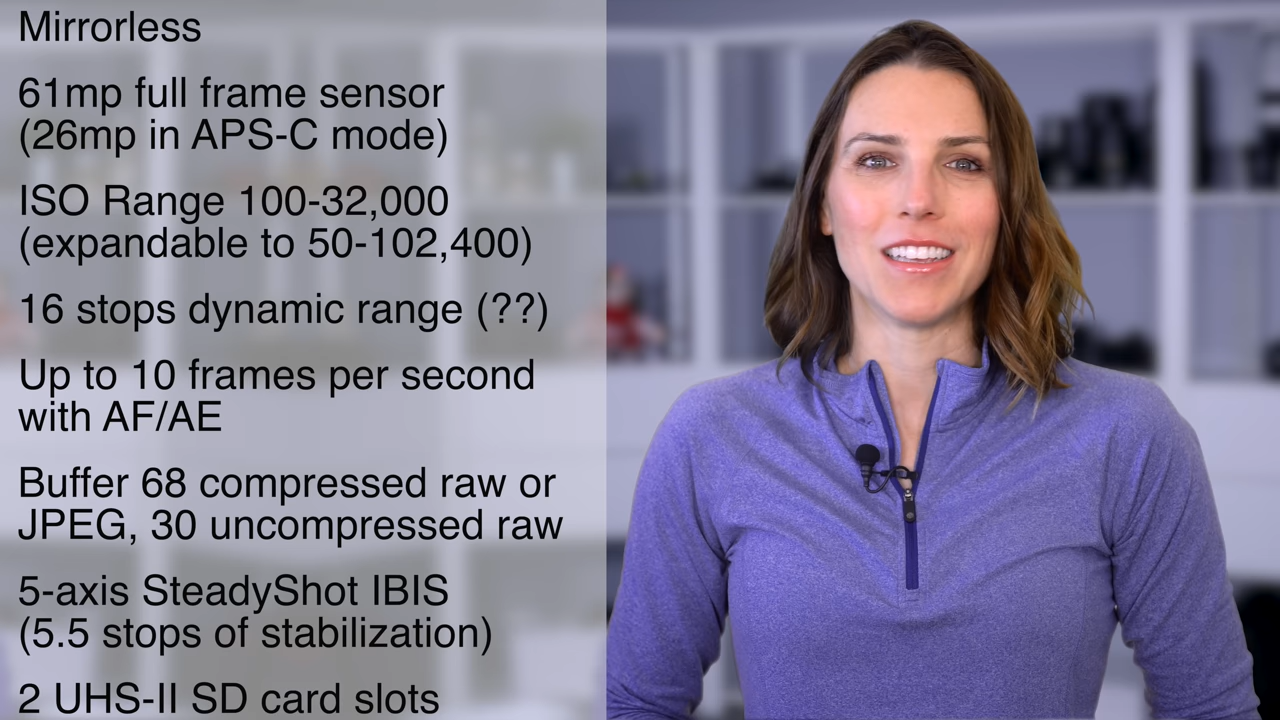 Mirrorless
61mp full frame sensor
(26mp in APS-C mode)
ISO Range 100-32,000
(expandable to 50-102,400)
16 stops dynamic range (??)
Up to 10 frames per second
with AF/AE
Buffer 68 compressed raw or
JPEG, 30 uncompressed raw
5-axis SteadyShot IBIS
(5.5 stops of stabilization)
2 UHS-II SD card slots